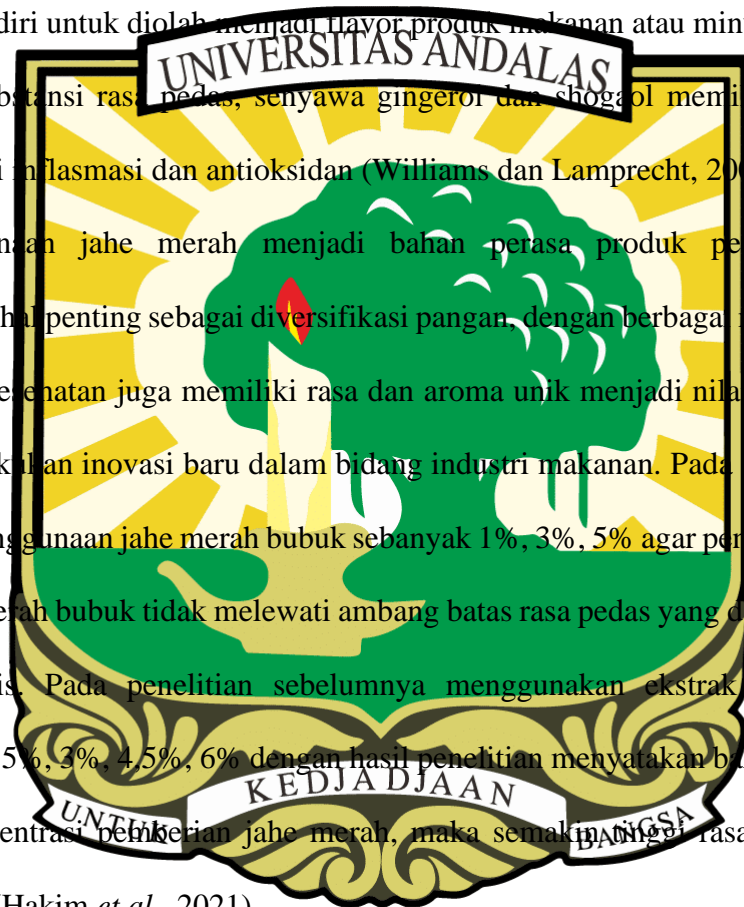 diri untuk diolah menjadi flavor produk makanan atau min
UNIVERSITAS ANDALAS
bstansi rasa pedas, senyawa gingerol dan shogaol memi
i inflasmasi dan antioksidan (Williams dan Lamprecht, 200
naan jahe merah menjadi bahan perasa produk pe
hal penting sebagai diversifikasi pangan, dengan berbagai
esehatan juga memiliki rasa dan aroma unik menjadi nila
kukan inovasi baru dalam bidang industri makanan. Pada
nggunaan jahe merah bubuk sebanyak 1%, 3%, 5% agar pen
erah bubuk tidak melewati ambang batas rasa pedas yang d
is. Pada penelitian sebelumnya menggunakan ekstrak
5%, 3%, 4,5%, 6% dengan hasil penelitian menyatakan ba
UNTUK KEDJADJAAN BANGSA
entrasi pemberian jahe merah, maka semakin tinggi rasa
(Hakim et al., 2021)